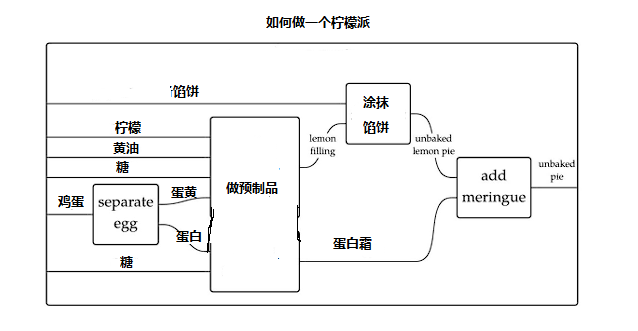 如何做一个柠檬派
馅饼
涂抹
馅饼
柠檬
黄油
糖
lemon
filling
unbaked
lemon pie
做预制品
add
meringue
unbaked
pie
鸡蛋
separate
egg
蛋黄
蛋白
蛋白霜
糖